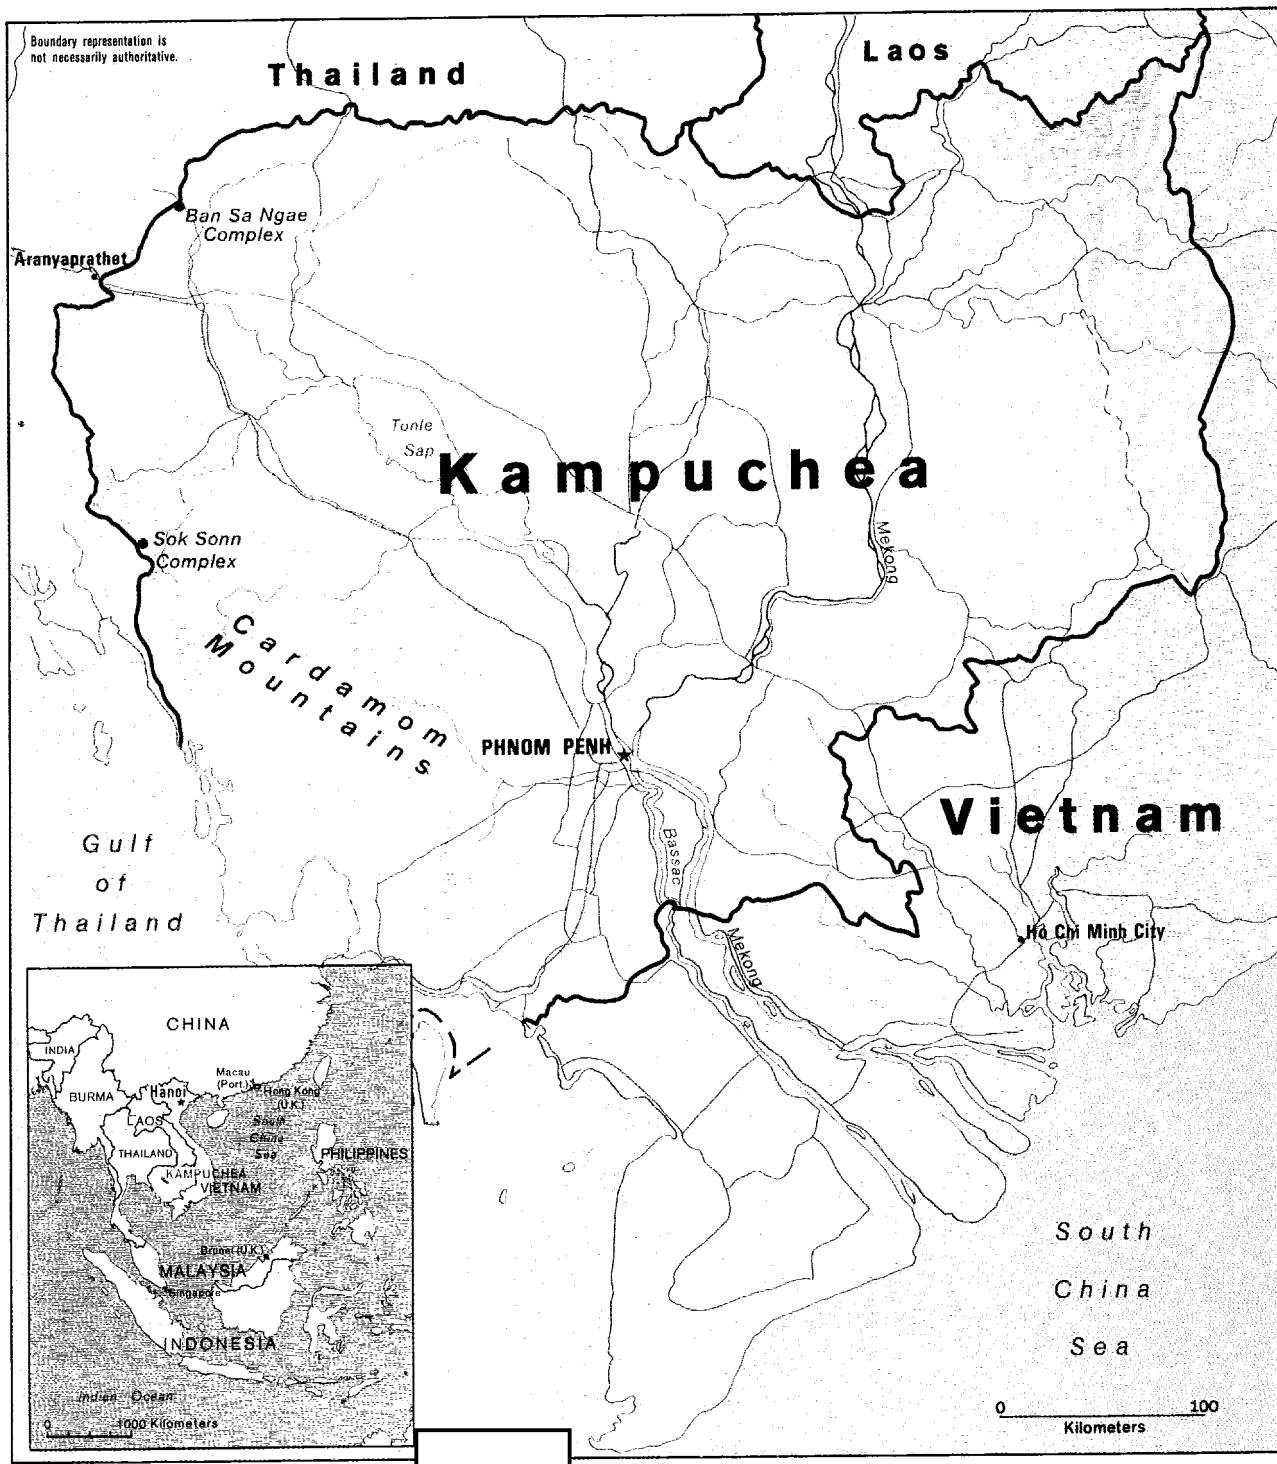 Boundary representation is
not necessarily authoritative.
Thailand
Laos
Ban Sa Ngae
Complex
Aranyaprathet
Tonle
Sap
Kampuchea
Mekong
Sok Sonn
Complex
Cardamom
Mountains
PHNOM PENH
Vietnam
Bassac
Gulf
of
Thailand
Mekong
Ho Chi Minh City
CHINA
INDIA
Macau
(Port.)
Hong Kong
(U.K.)
BURMA
Hanoi
LAOS
South
China
Sea
THAILAND
PHILIPPINES
KAMPUCHEA
VIETNAM
Brunei (U.K.)
MALAYSIA
Singapore
INDONESIA
Indian Ocean
0 1000 Kilometers
South
China
Sea
0 100
Kilometers